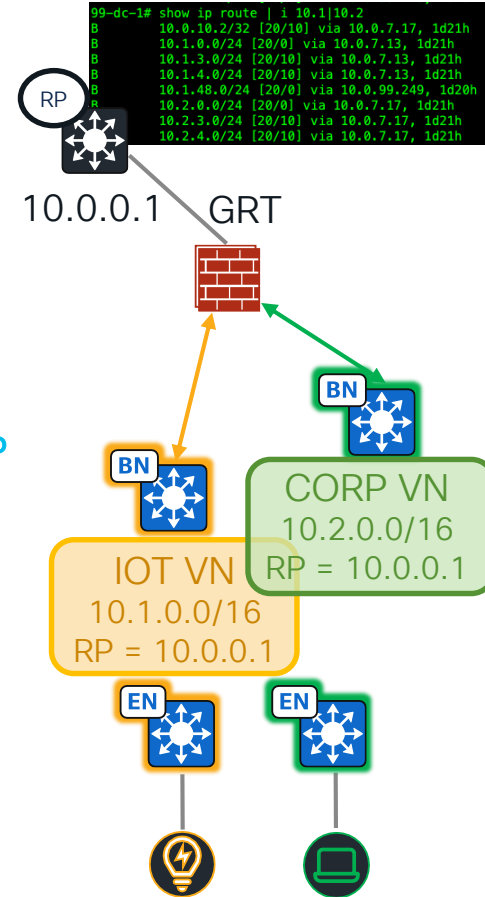 99-dc-1# show ip route | i 10.1|10.2
B 10.0.10.2/32 [20/10] via 10.0.7.17, 1d21h
B 10.1.0.0/24 [20/0] via 10.0.7.13, 1d21h
B 10.1.3.0/24 [20/10] via 10.0.7.13, 1d21h
B 10.1.4.0/24 [20/10] via 10.0.7.13, 1d21h
B 10.1.48.0/24 [20/0] via 10.0.99.249, 1d20h
B 10.2.0.0/24 [20/0] via 10.0.7.17, 1d21h
B 10.2.3.0/24 [20/10] via 10.0.7.17, 1d21h
B 10.2.4.0/24 [20/10] via 10.0.7.17, 1d21h
RP
10.0.0.1 GRT
BN
BN
CORP VN
10.2.0.0/16
RP = 10.0.0.1
IOT VN
10.1.0.0/16
RP = 10.0.0.1
EN
EN